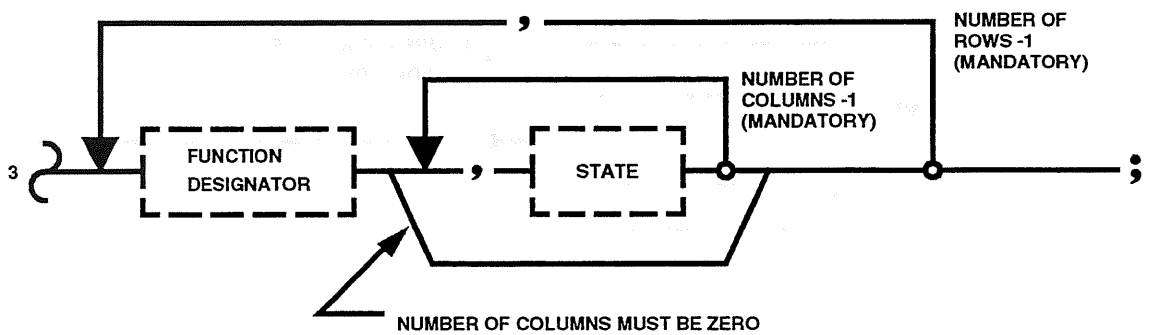 ,
NUMBER OF
ROWS -1
(MANDATORY)
NUMBER OF
COLUMNS -1
(MANDATORY)
3
FUNCTION
DESIGNATOR
,
STATE
;
NUMBER OF COLUMNS MUST BE ZERO